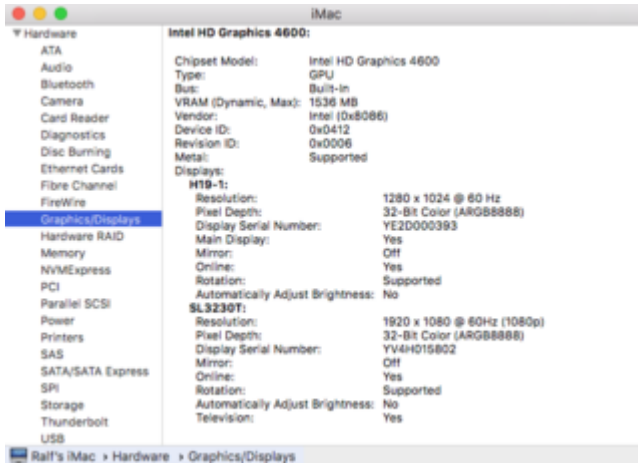 iMac
Hardware
ATA
Audio
Bluetooth
Camera
Card Reader
Diagnostics
Disc Burning
Ethernet Cards
Fibre Channel
FireWire
Graphics/Displays
Hardware RAID
Memory
NVMExpress
PCI
Parallel SCSI
Power
Printers
SAS
SATA/SATA Express
SPI
Storage
Thunderbolt
USB
Intel HD Graphics 4600:
Chipset Model: Intel HD Graphics 4600
Type: GPU
Bus: Built-In
VRAM (Dynamic, Max): 1536 MB
Vendor: Intel (0x8086)
Device ID: 0x0412
Revision ID: 0x0006
Metal: Supported
Displays:
H19-1:
Resolution: 1280 x 1024 @ 60 Hz
Pixel Depth: 32-Bit Color (ARGB8888)
Display Serial Number: YE2D000393
Main Display: Yes
Mirror: Off
Online: Yes
Rotation: Supported
Automatically Adjust Brightness: No
SL3230T:
Resolution: 1920 x 1080 @ 60Hz (1080p)
Pixel Depth: 32-Bit Color (ARGB8888)
Display Serial Number: YV4H015802
Mirror: Off
Online: Yes
Rotation: Supported
Automatically Adjust Brightness: No
Television: Yes
Ralf's iMac › Hardware › Graphics/Displays